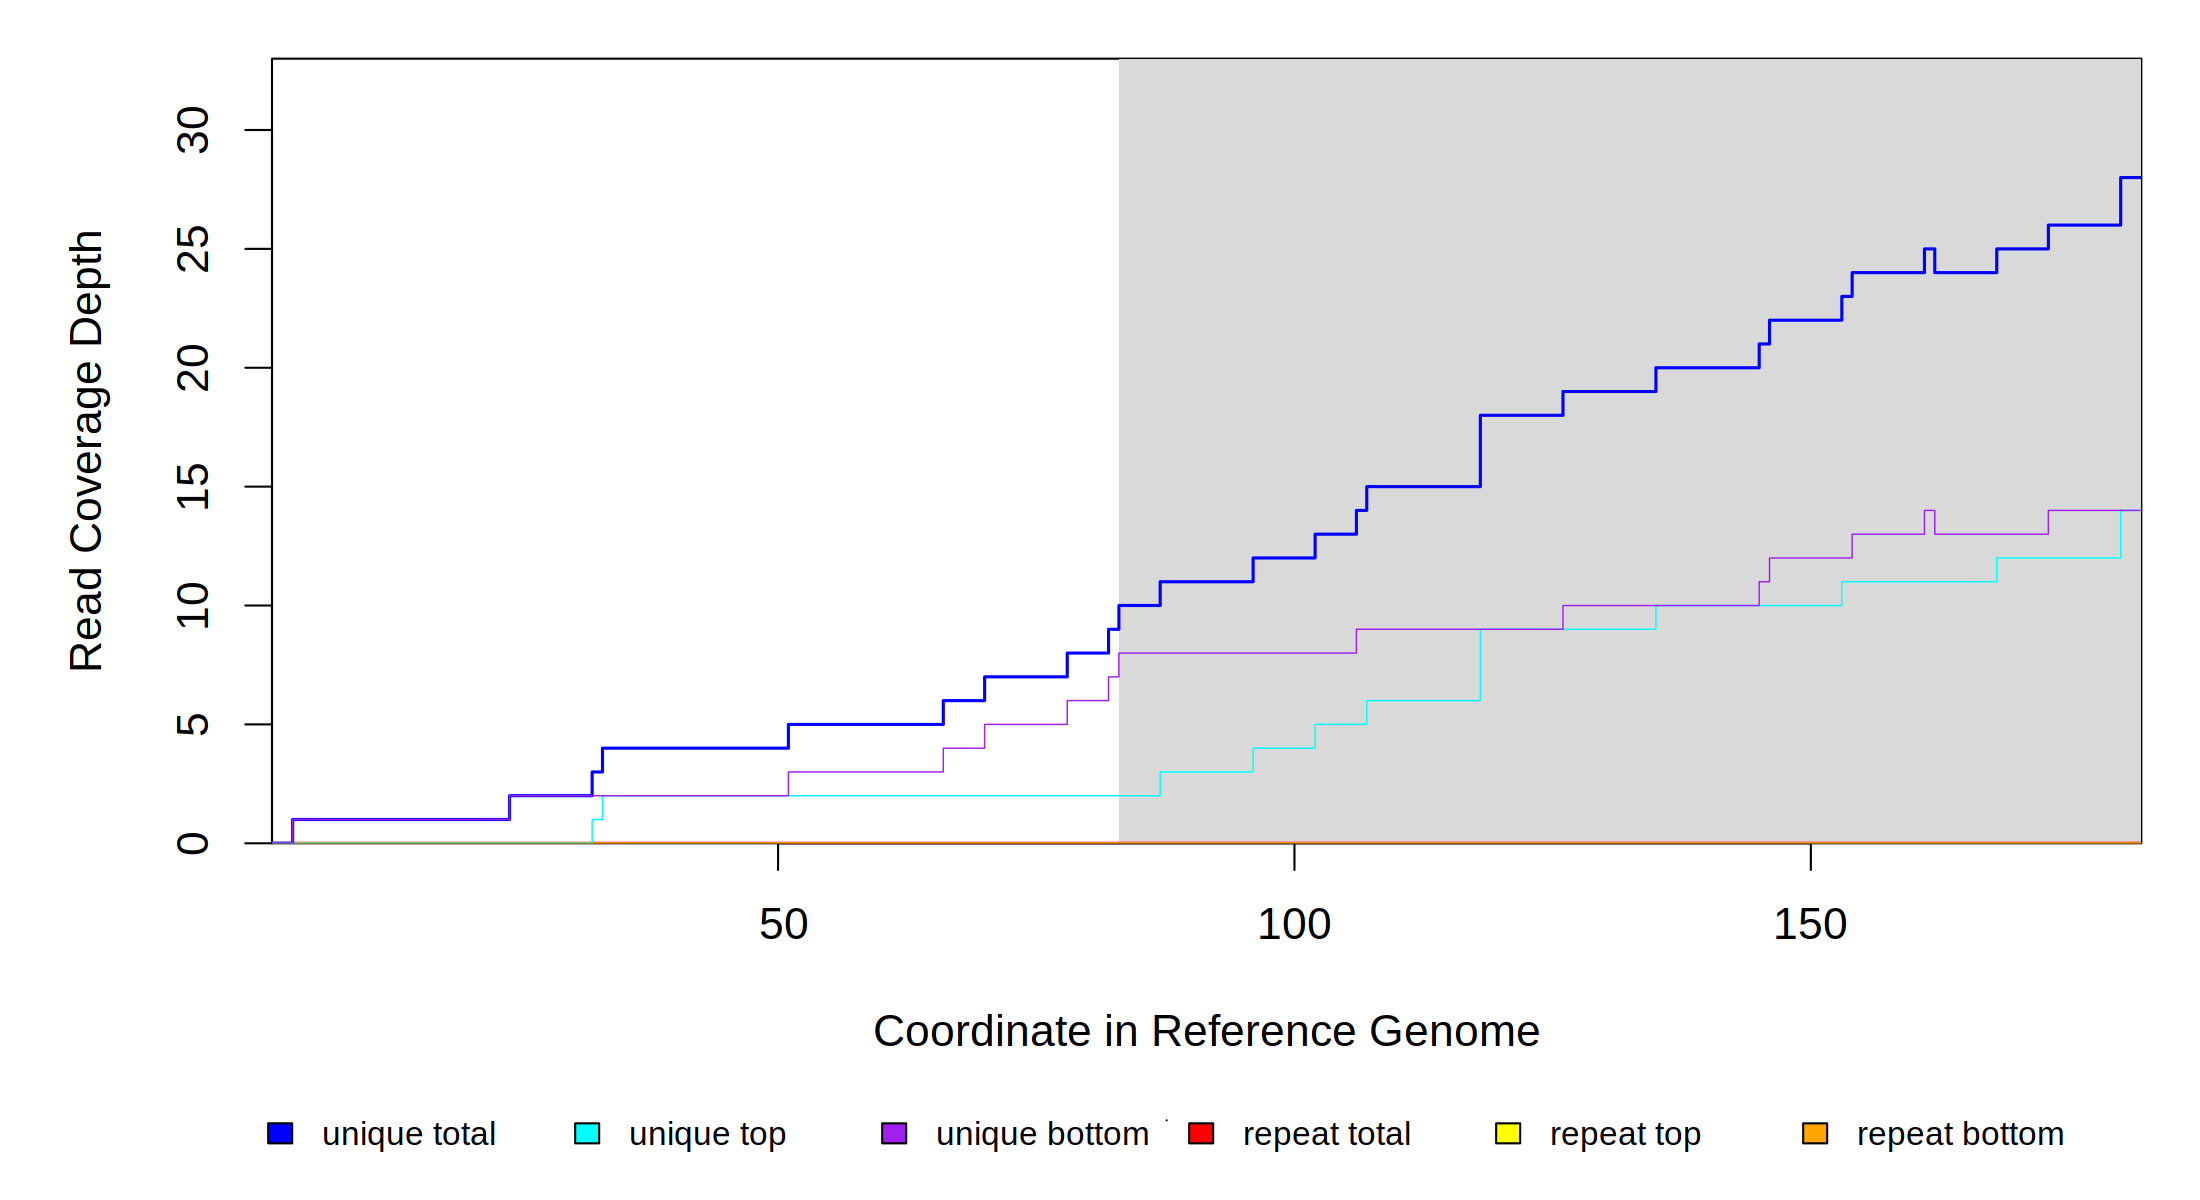 30
25
20
15
10
5
0
Read Coverage Depth
50 100 150
Coordinate in Reference Genome
unique total unique top unique bottom repeat total repeat top repeat bottom